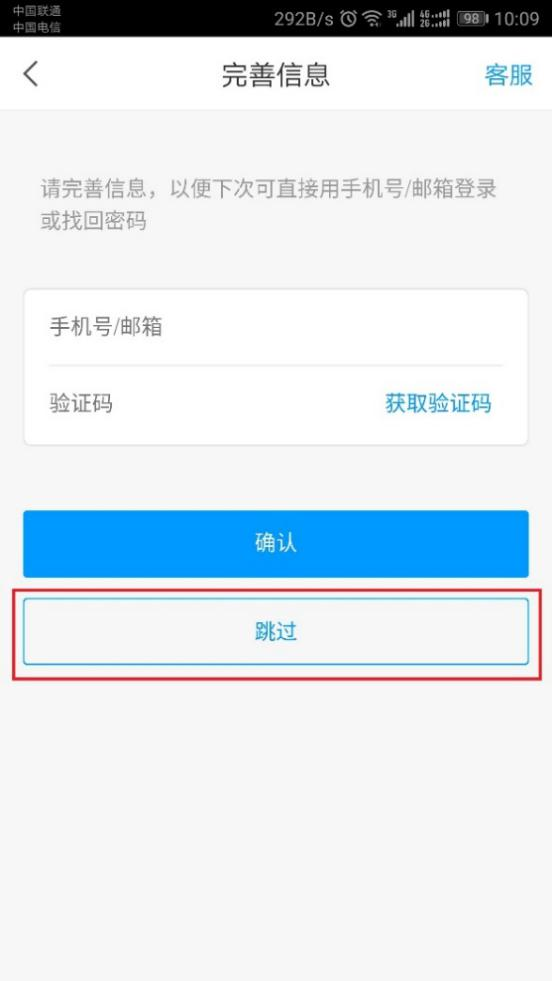 中国联通
中国电信
292B/s 3G 4G 2G 98 10:09
完善信息
客服
请完善信息，以便下次可直接用手机号/邮箱登录
或找回密码
手机号/邮箱
验证码
获取验证码
确认
跳过